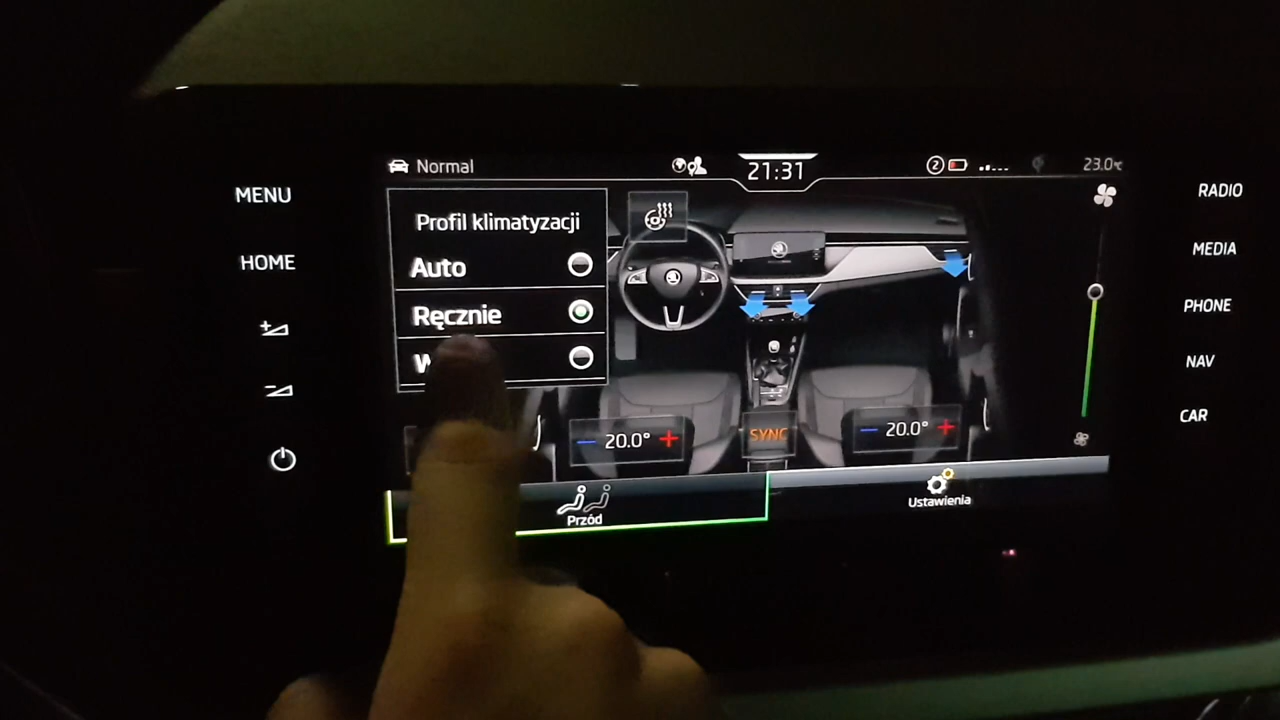 MENU
HOME
Normal
21:31
2
23.0°C
Profil klimatyzacji
Auto
Ręcznie
20.0°
SYNC
20.0°
Przód
Ustawienia
RADIO
MEDIA
PHONE
NAV
CAR